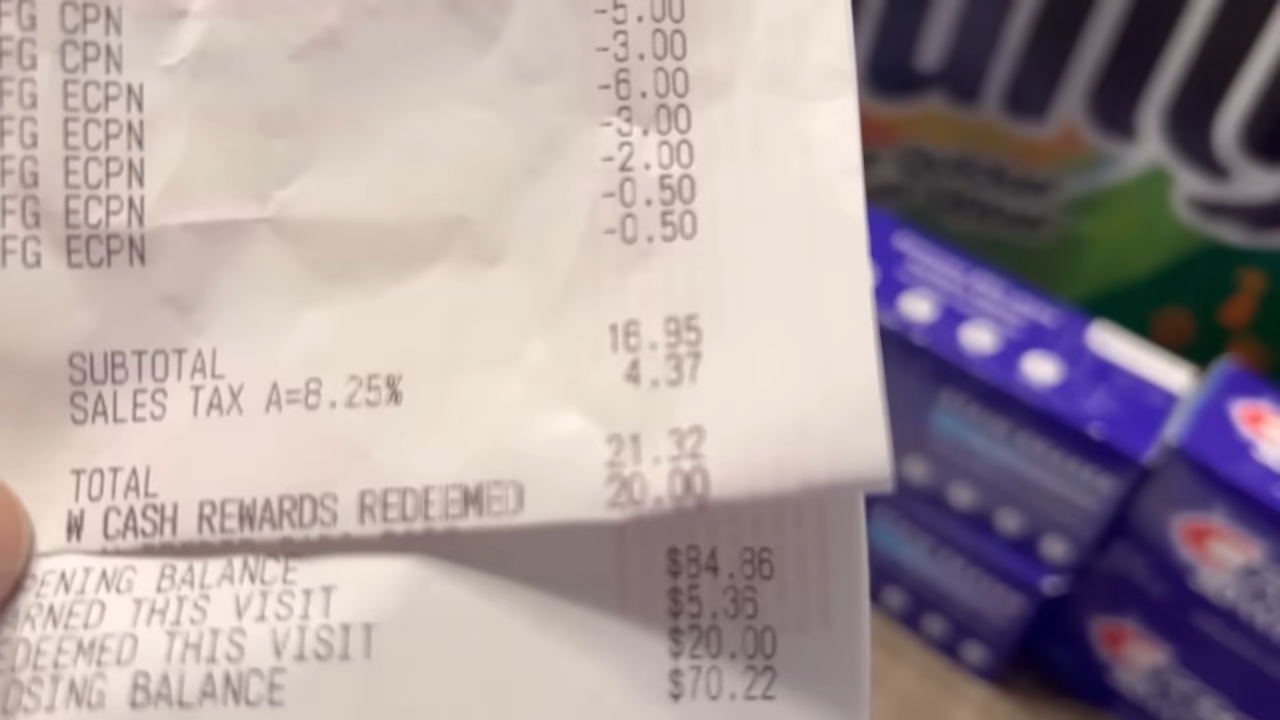 FG CPN -5.00
FG CPN -3.00
FG ECPN -6.00
FG ECPN -3.00
FG ECPN -2.00
FG ECPN -0.50
FG ECPN -0.50
SUBTOTAL 16.95
SALES TAX A=8.25% 4.37
TOTAL 21.32
W CASH REWARDS REDEEMED 20.00
ENING BALANCE $84.86
RNED THIS VISIT $5.36
DEEMED THIS VISIT $20.00
OSING BALANCE $70.22